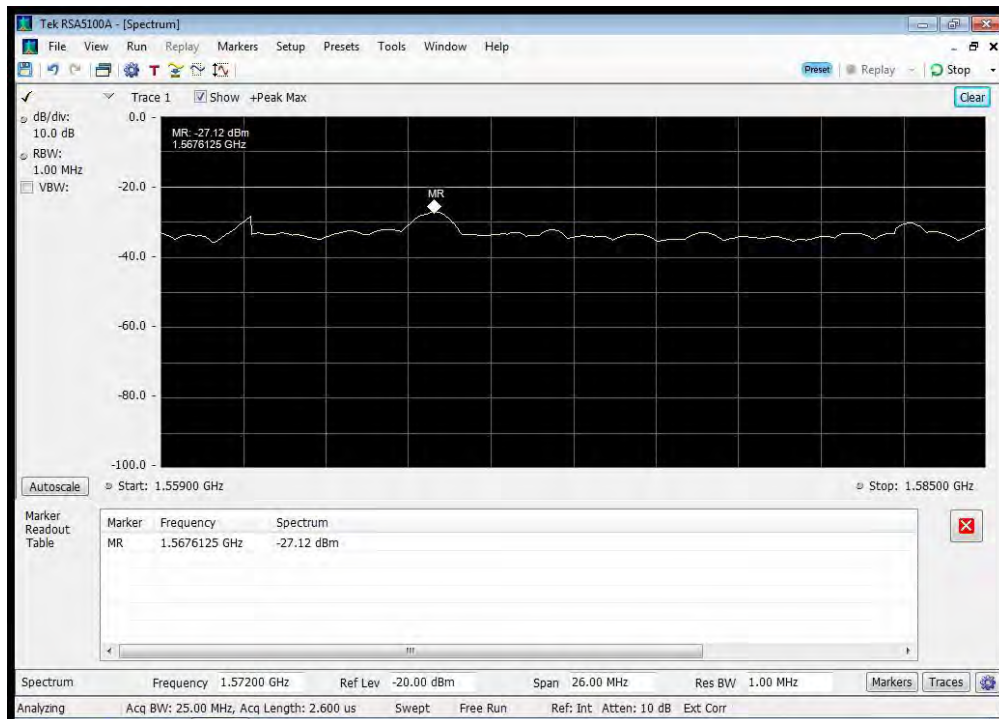 Tek RSA5100A - [Spectrum]
File View Run Replay Markers Setup Presets Tools Window Help
Preset Replay Stop
Trace 1 Show +Peak Max Clear
dB/div:
10.0 dB
RBW:
1.00 MHz
VBW:
0.0
MR: -27.12 dBm
1.5676125 GHz
-20.0
MR
-40.0
-60.0
-80.0
-100.0
Autoscale Start: 1.55900 GHz Stop: 1.58500 GHz
Marker Readout Table
Marker Frequency Spectrum
MR 1.5676125 GHz -27.12 dBm
Spectrum Frequency 1.57200 GHz Ref Lev -20.00 dBm Span 26.00 MHz Res BW 1.00 MHz Markers Traces
Analyzing Acq BW: 25.00 MHz, Acq Length: 2.600 us Swept Free Run Ref: Int Atten: 10 dB Ext Corr